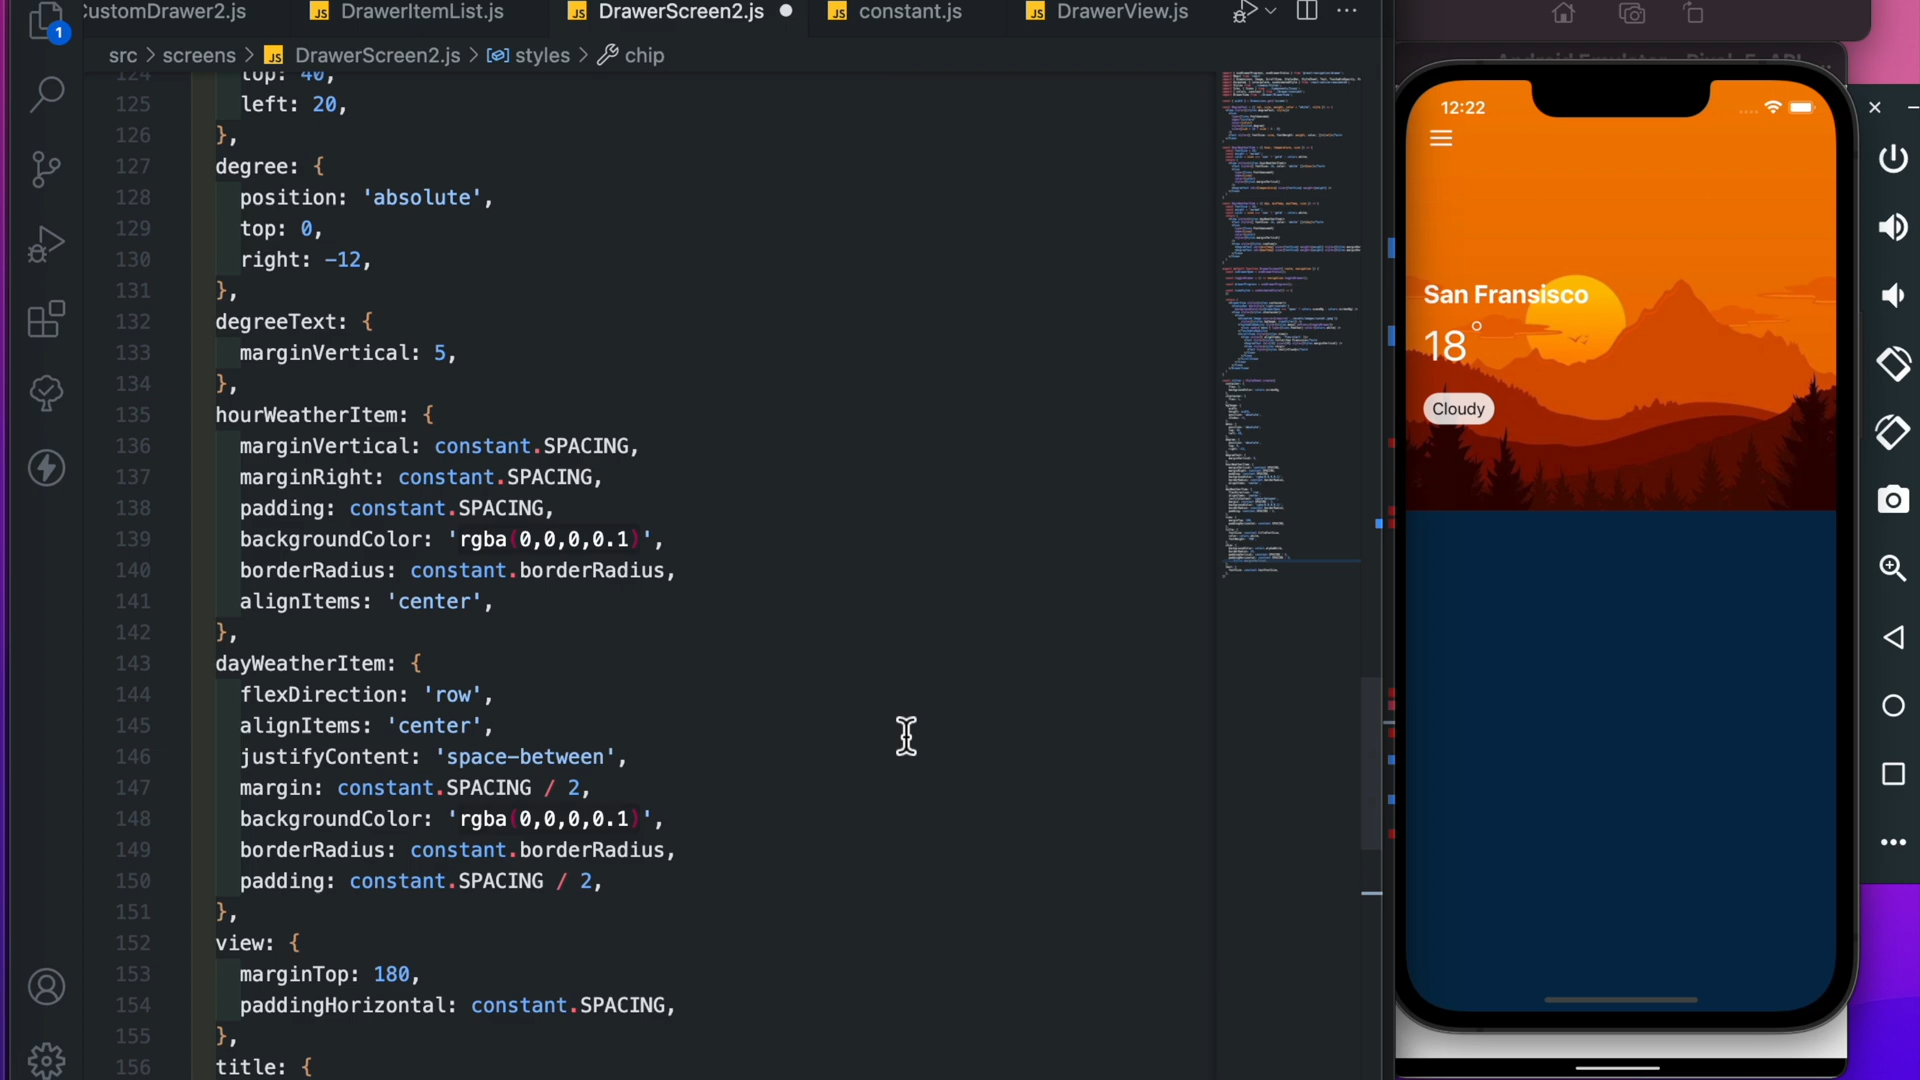 CustomDrawer2.js DrawerItemList.js DrawerScreen2.js constant.js DrawerView.js
src > screens > DrawerScreen2.js > styles > chip
124 top: 40,
125 left: 20,
126 },
127 degree: {
128 position: 'absolute',
129 top: 0,
130 right: -12,
131 },
132 degreeText: {
133 marginVertical: 5,
134 },
135 hourWeatherItem: {
136 marginVertical: constant.SPACING,
137 marginRight: constant.SPACING,
138 padding: constant.SPACING,
139 backgroundColor: 'rgba(0,0,0,0.1)',
140 borderRadius: constant.borderRadius,
141 alignItems: 'center',
142 },
143 dayWeatherItem: {
144 flexDirection: 'row',
145 alignItems: 'center',
146 justifyContent: 'space-between',
147 margin: constant.SPACING / 2,
148 backgroundColor: 'rgba(0,0,0,0.1)',
149 borderRadius: constant.borderRadius,
150 padding: constant.SPACING / 2,
151 },
152 view: {
153 marginTop: 180,
154 paddingHorizontal: constant.SPACING,
155 },
156 title: {
1
12:22
San Fransisco
18°
Cloudy